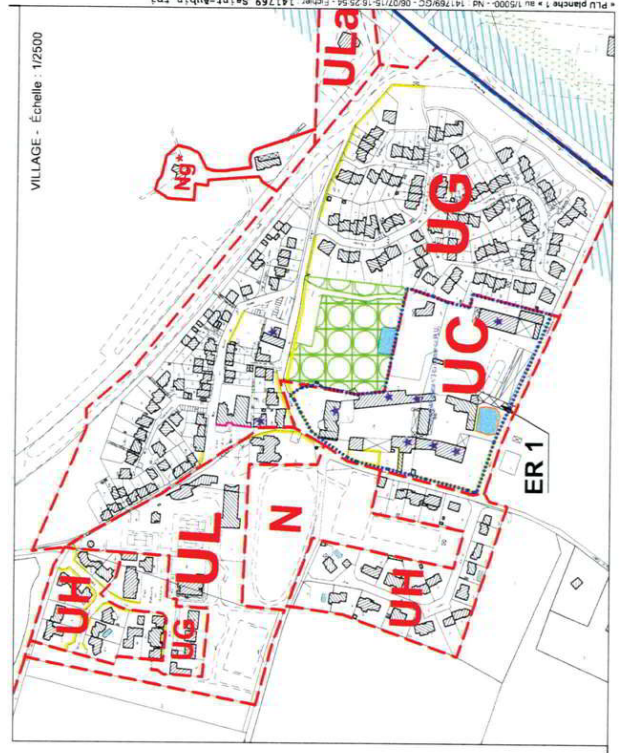 « PLU planche 1 » au 1/5000- - Nd : 141769/GC - 06/07/15-16:25:54 - Fichier: 141769 Saint-Aubin
VILLAGE - Échelle : 1/2500
ULa
Ng*
UG
UC
ER 1
UL
N
UH
UG
UH